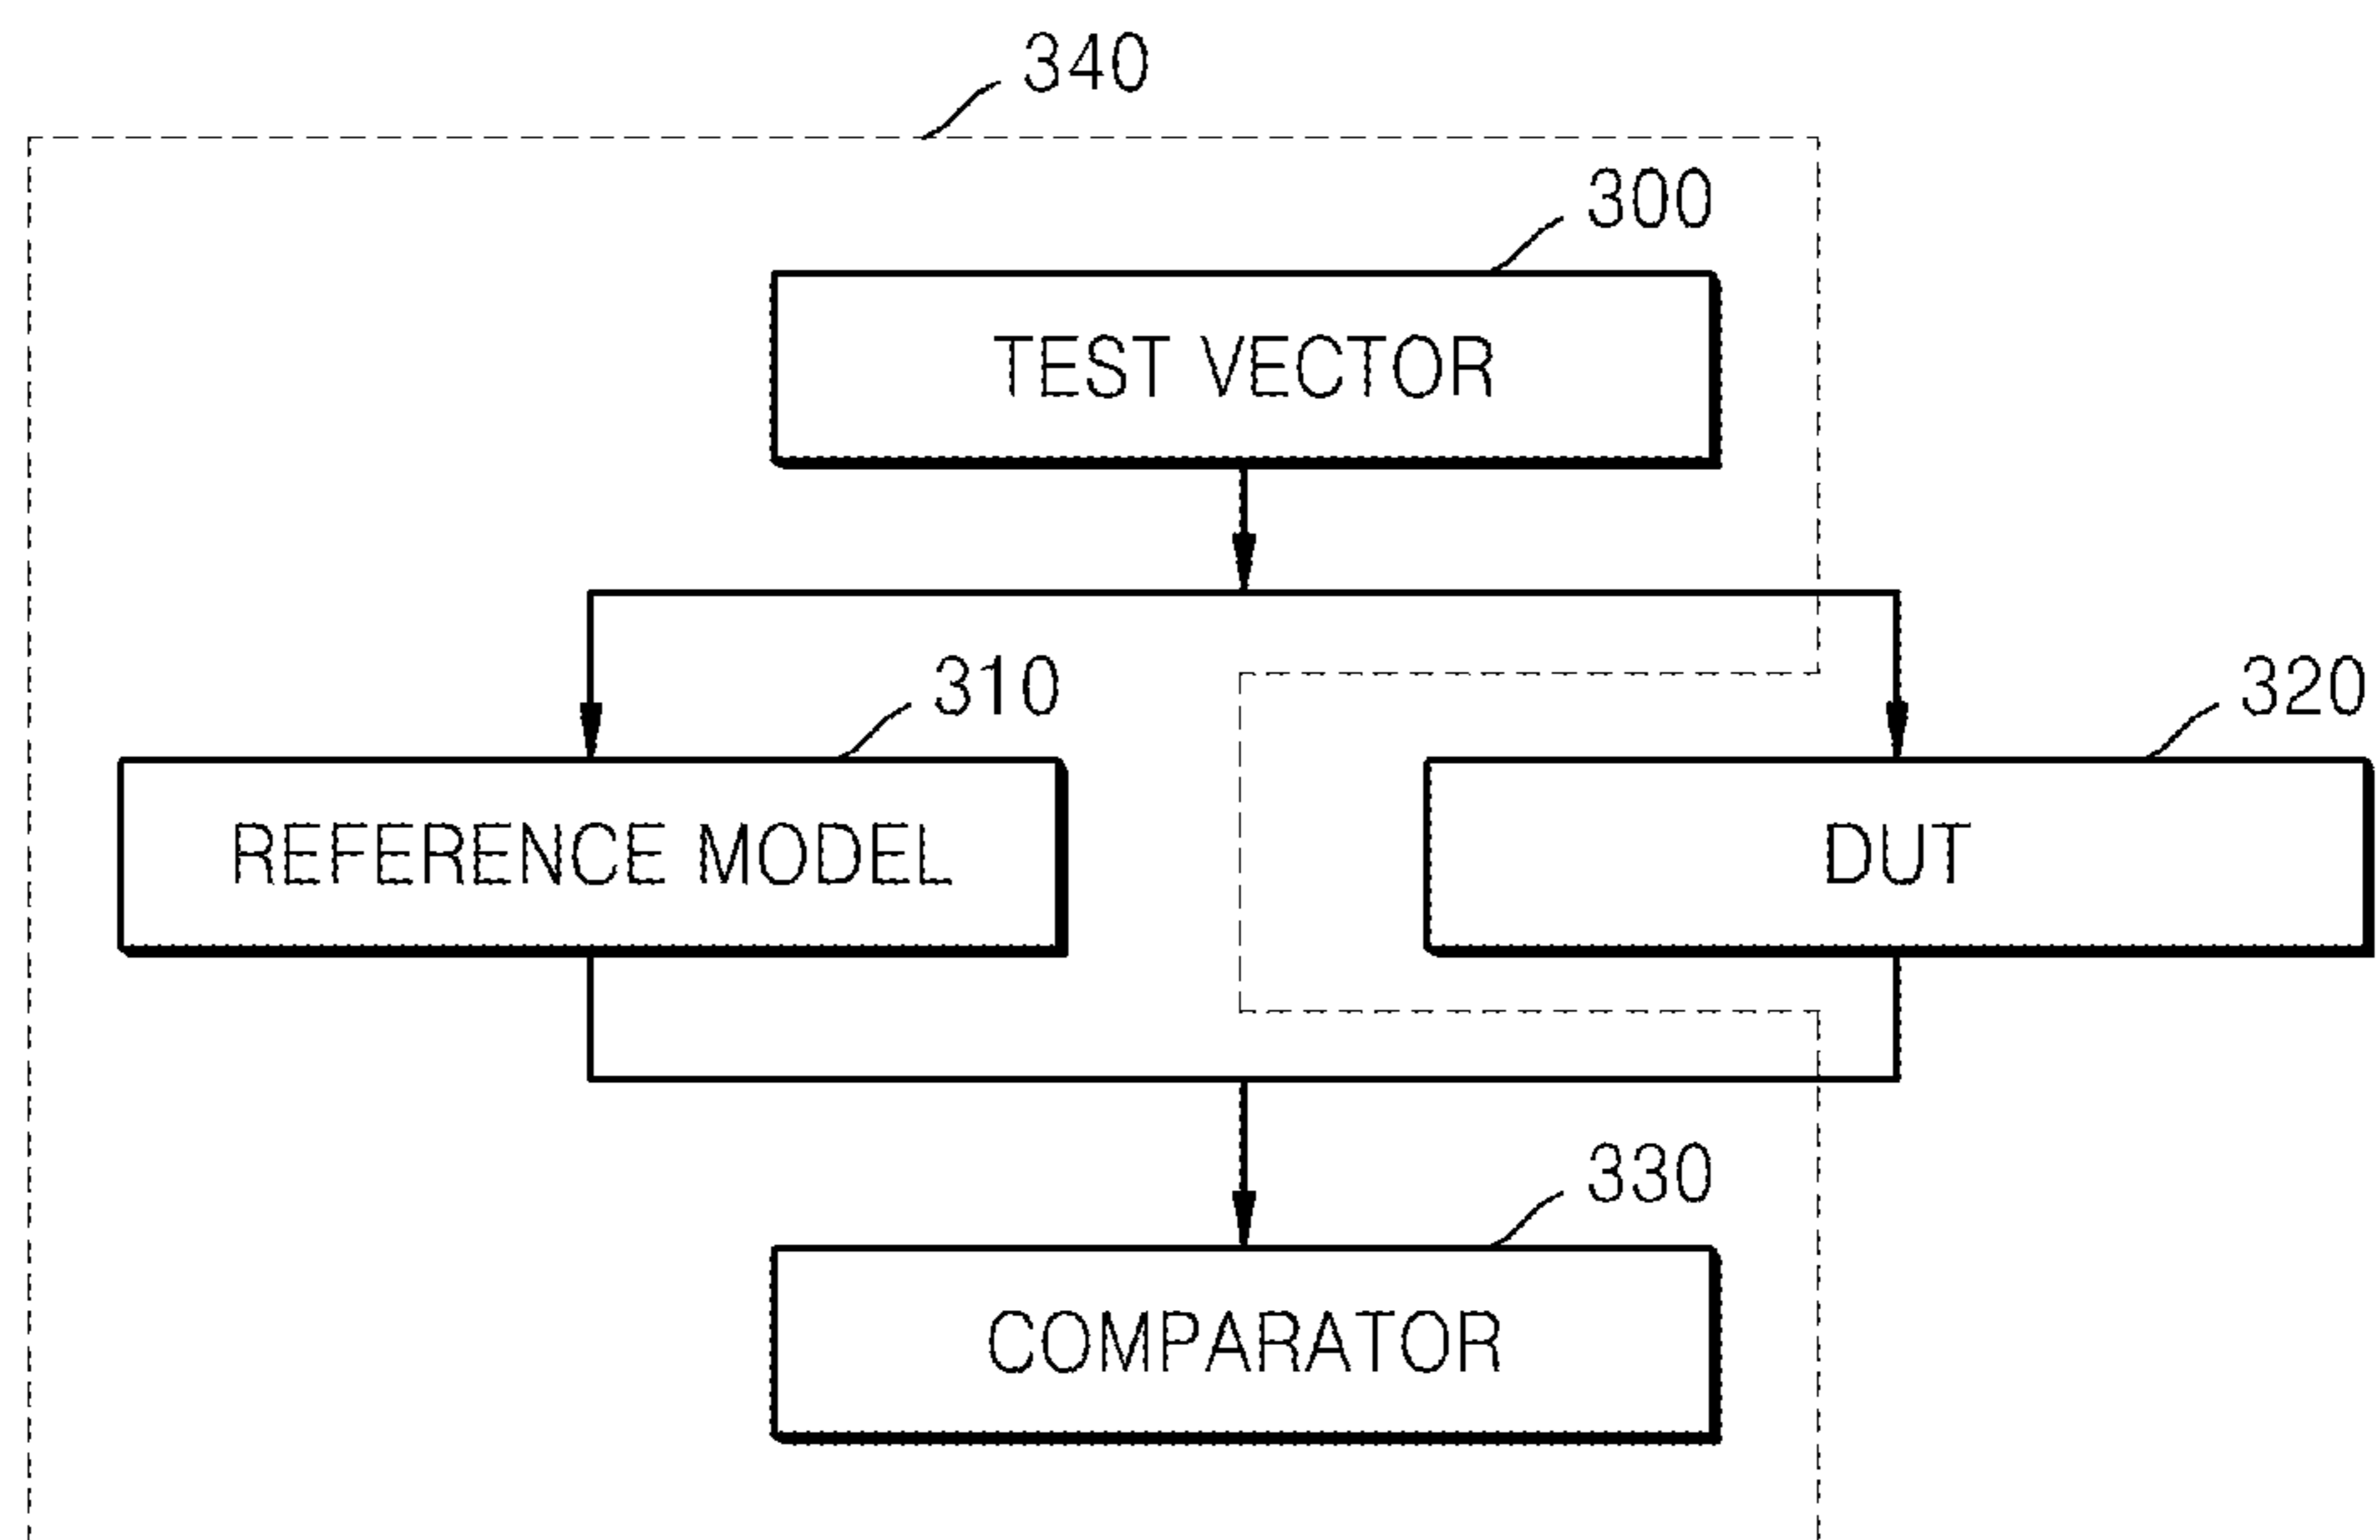 340
300
TEST VECTOR
310
320
REFERENCE MODEL
DUT
330
COMPARATOR